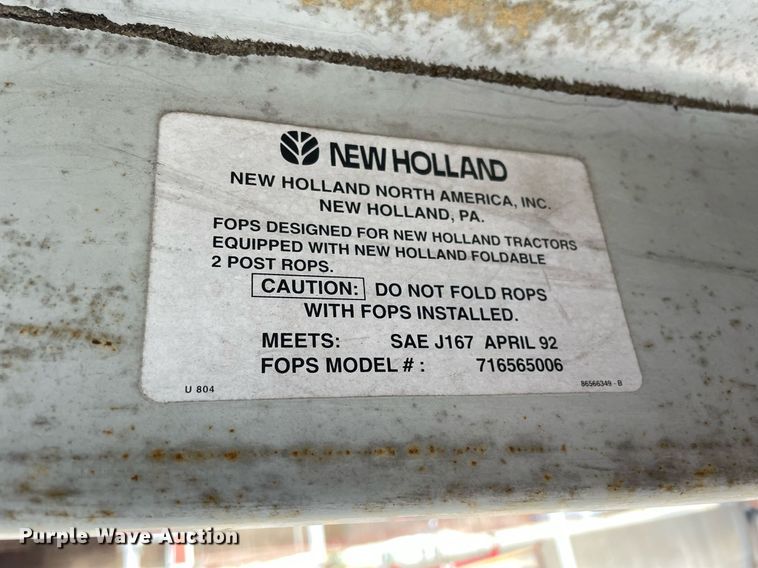 NEW HOLLAND
NEW HOLLAND NORTH AMERICA, INC.
NEW HOLLAND, PA.
FOPS DESIGNED FOR NEW HOLLAND TRACTORS
EQUIPPED WITH NEW HOLLAND FOLDABLE
2 POST ROPS.
CAUTION: DO NOT FOLD ROPS
WITH FOPS INSTALLED.
MEETS: SAE J167 APRIL 92
FOPS MODEL # : 716565006
U 804 86566349 - B
Purple Wave Auction